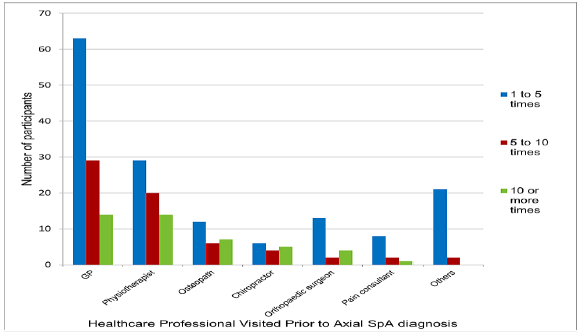 70
60
50
40
30
20
10
0
Number of participants
GP
Physiotherapist
Osteopath
Chiropractor
Orthopaedic surgeon
Pain consultant
Others
Healthcare Professional Visited Prior to Axial SpA diagnosis
1 to 5
times
5 to 10
times
10 or
more
times